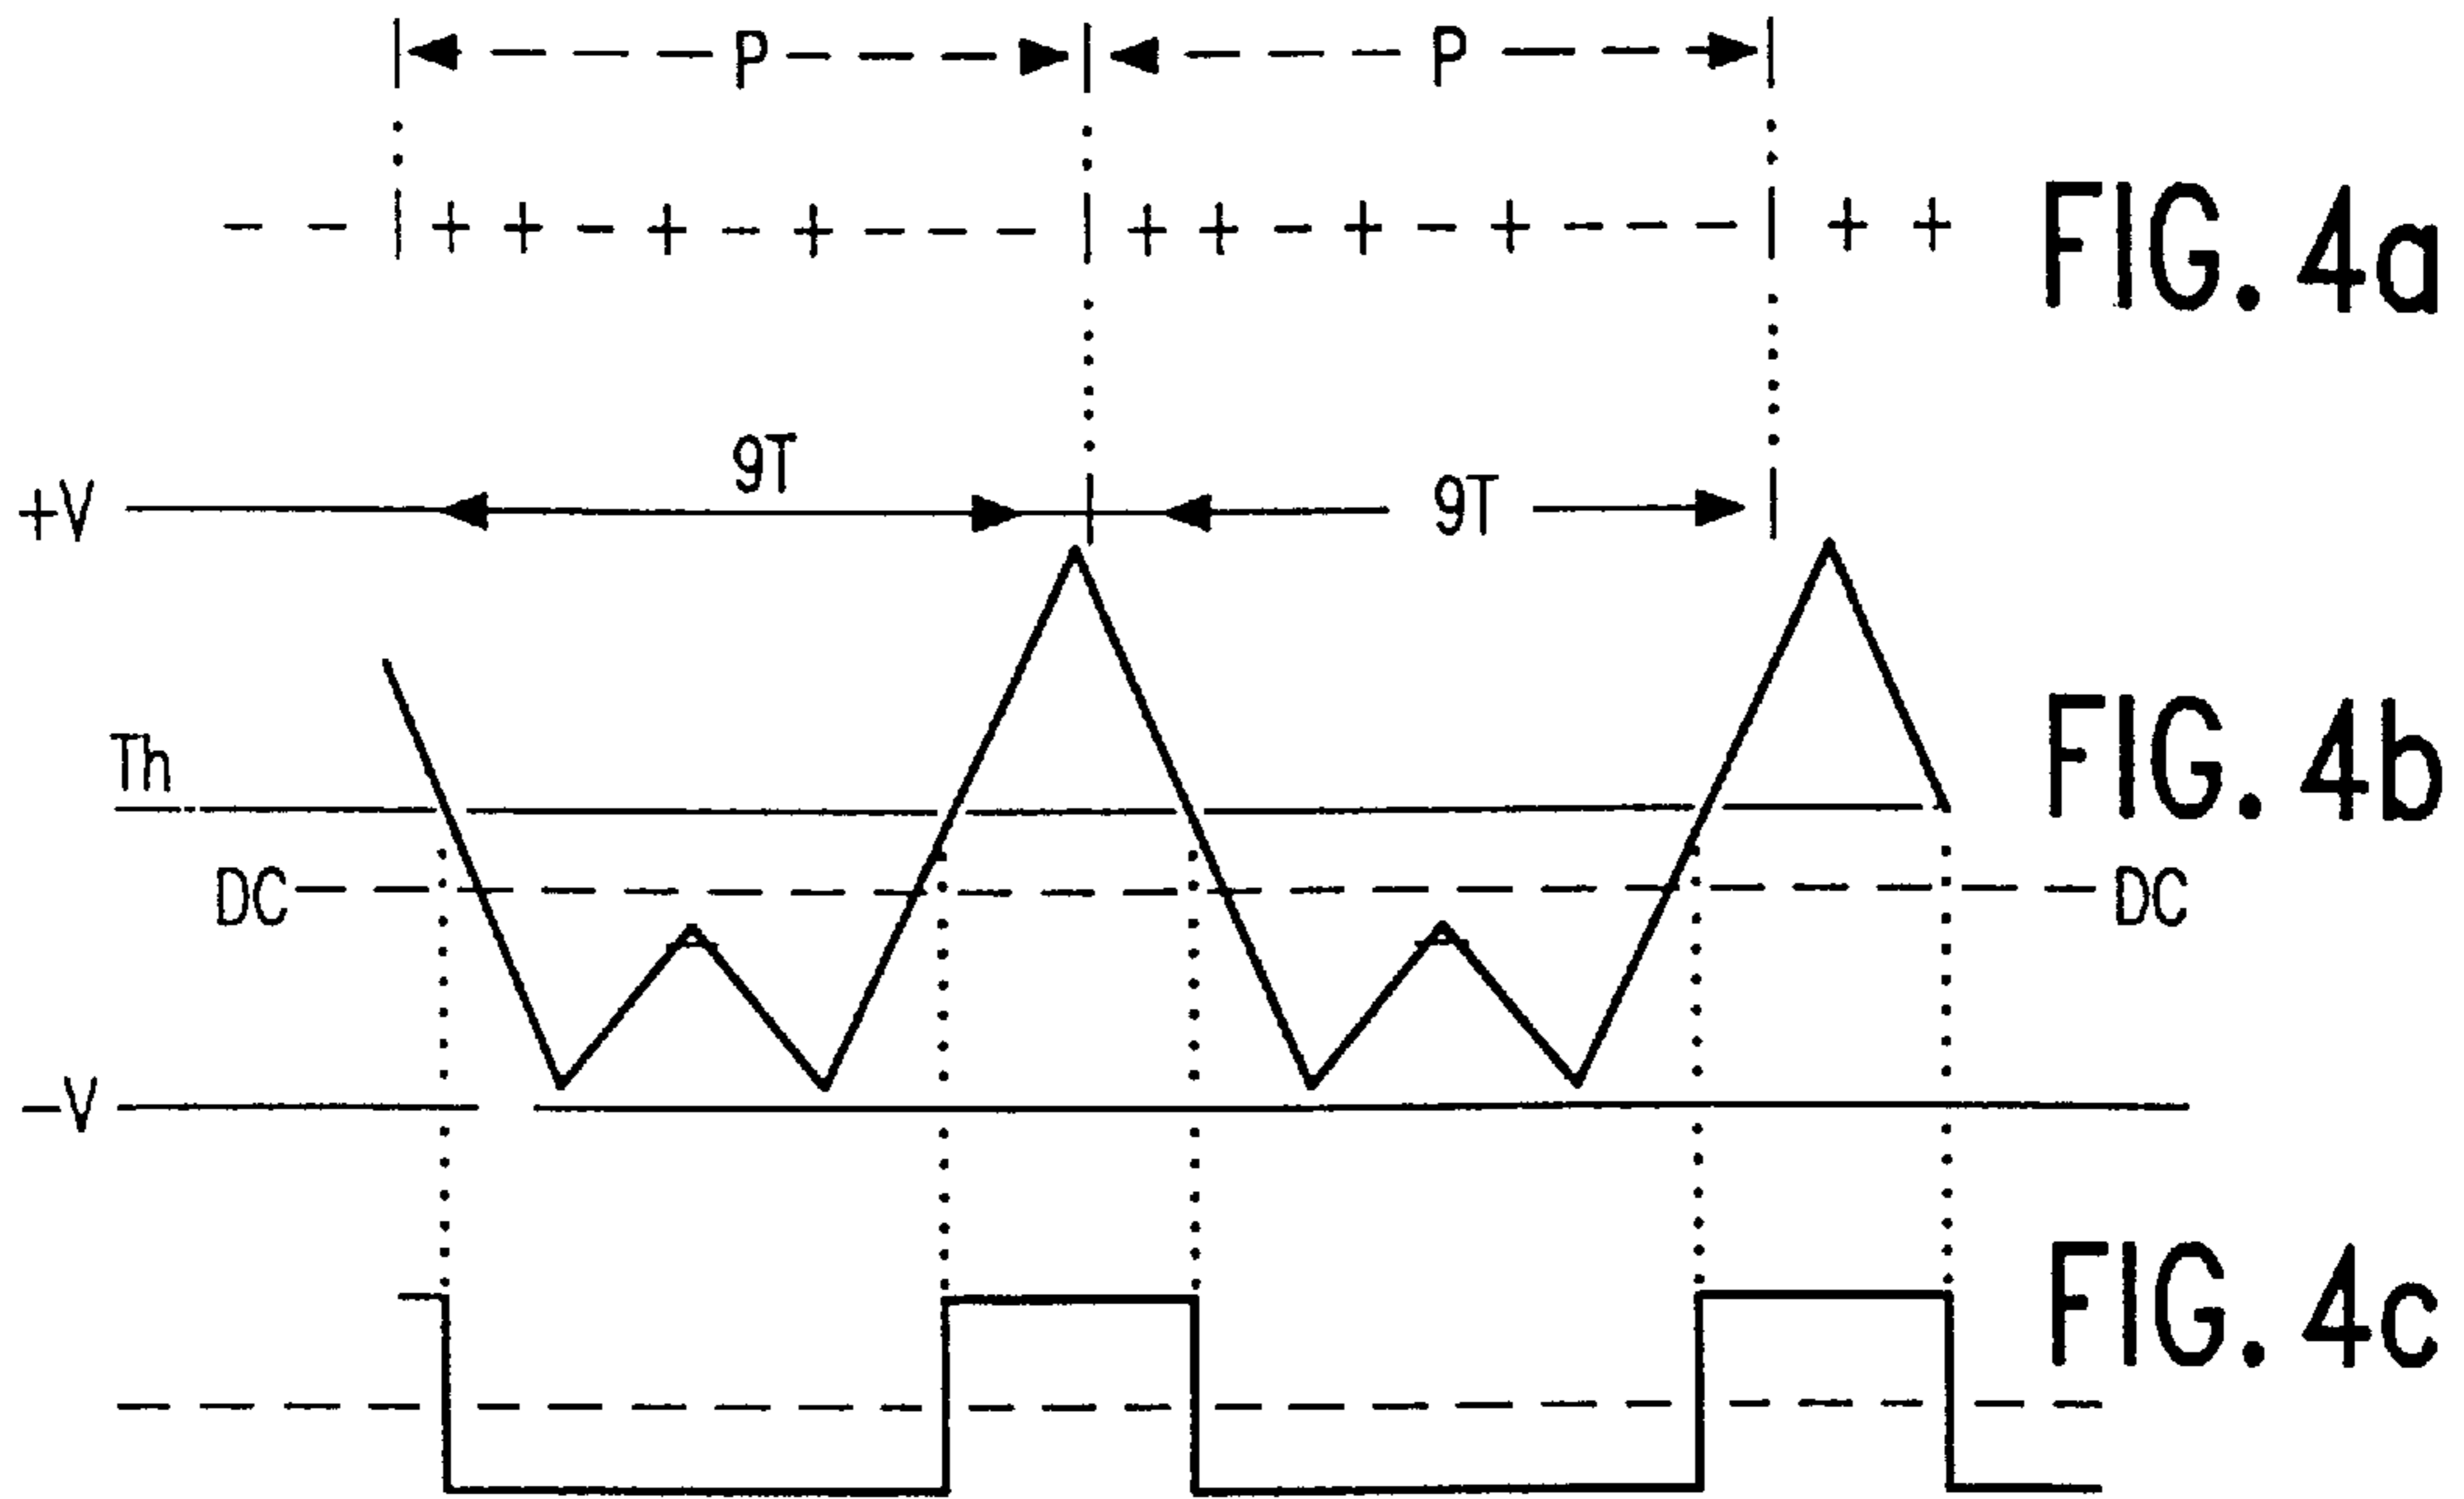 P P
- - + + - + - + - - - + + - + - + - - - + + FIG. 4a
9T 9T
+V
Th FIG. 4b
DC DC
-V
FIG. 4c